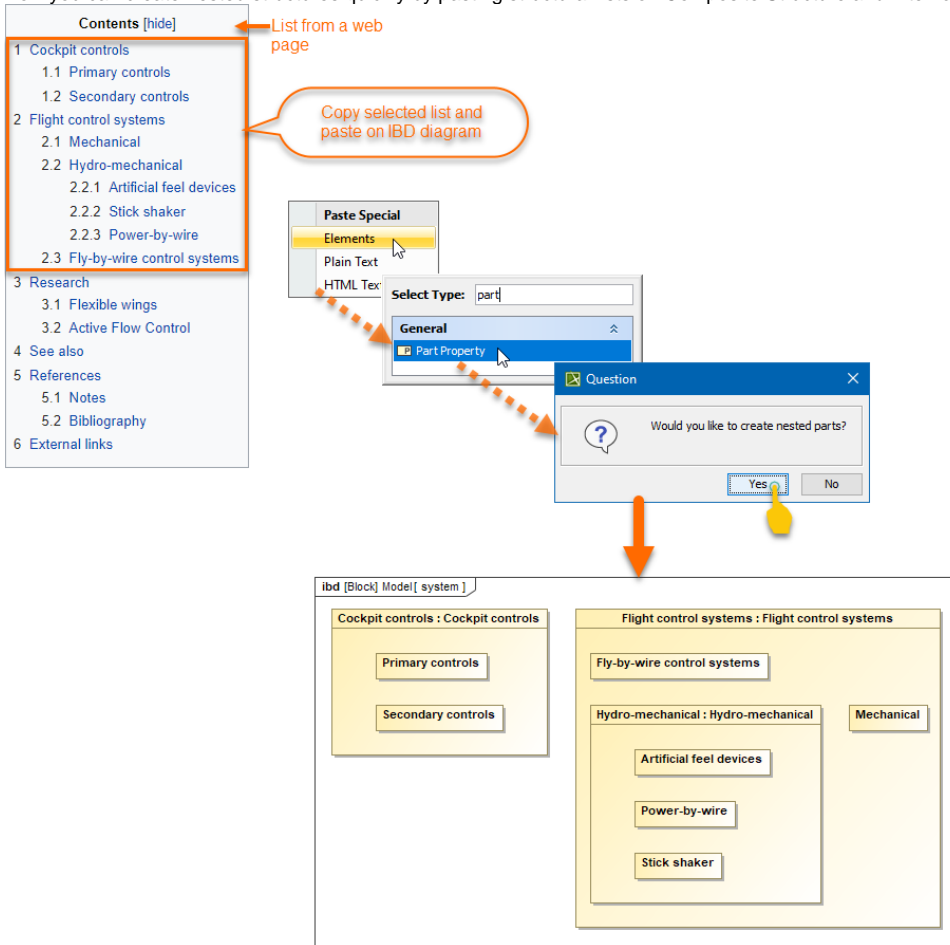 Contents [hide]
List from a web
page
1 Cockpit controls
1.1 Primary controls
1.2 Secondary controls
2 Flight control systems
2.1 Mechanical
2.2 Hydro-mechanical
2.2.1 Artificial feel devices
2.2.2 Stick shaker
2.2.3 Power-by-wire
2.3 Fly-by-wire control systems
3 Research
3.1 Flexible wings
3.2 Active Flow Control
4 See also
5 References
5.1 Notes
5.2 Bibliography
6 External links
Copy selected list and
paste on IBD diagram
Paste Special
Elements
Plain Text
HTML Tex
Select Type: part
General
Part Property
Question
Would you like to create nested parts?
Yes
No
ibd [Block] Model[ system ]
Cockpit controls : Cockpit controls
Primary controls
Secondary controls
Flight control systems : Flight control systems
Fly-by-wire control systems
Hydro-mechanical : Hydro-mechanical
Mechanical
Artificial feel devices
Power-by-wire
Stick shaker